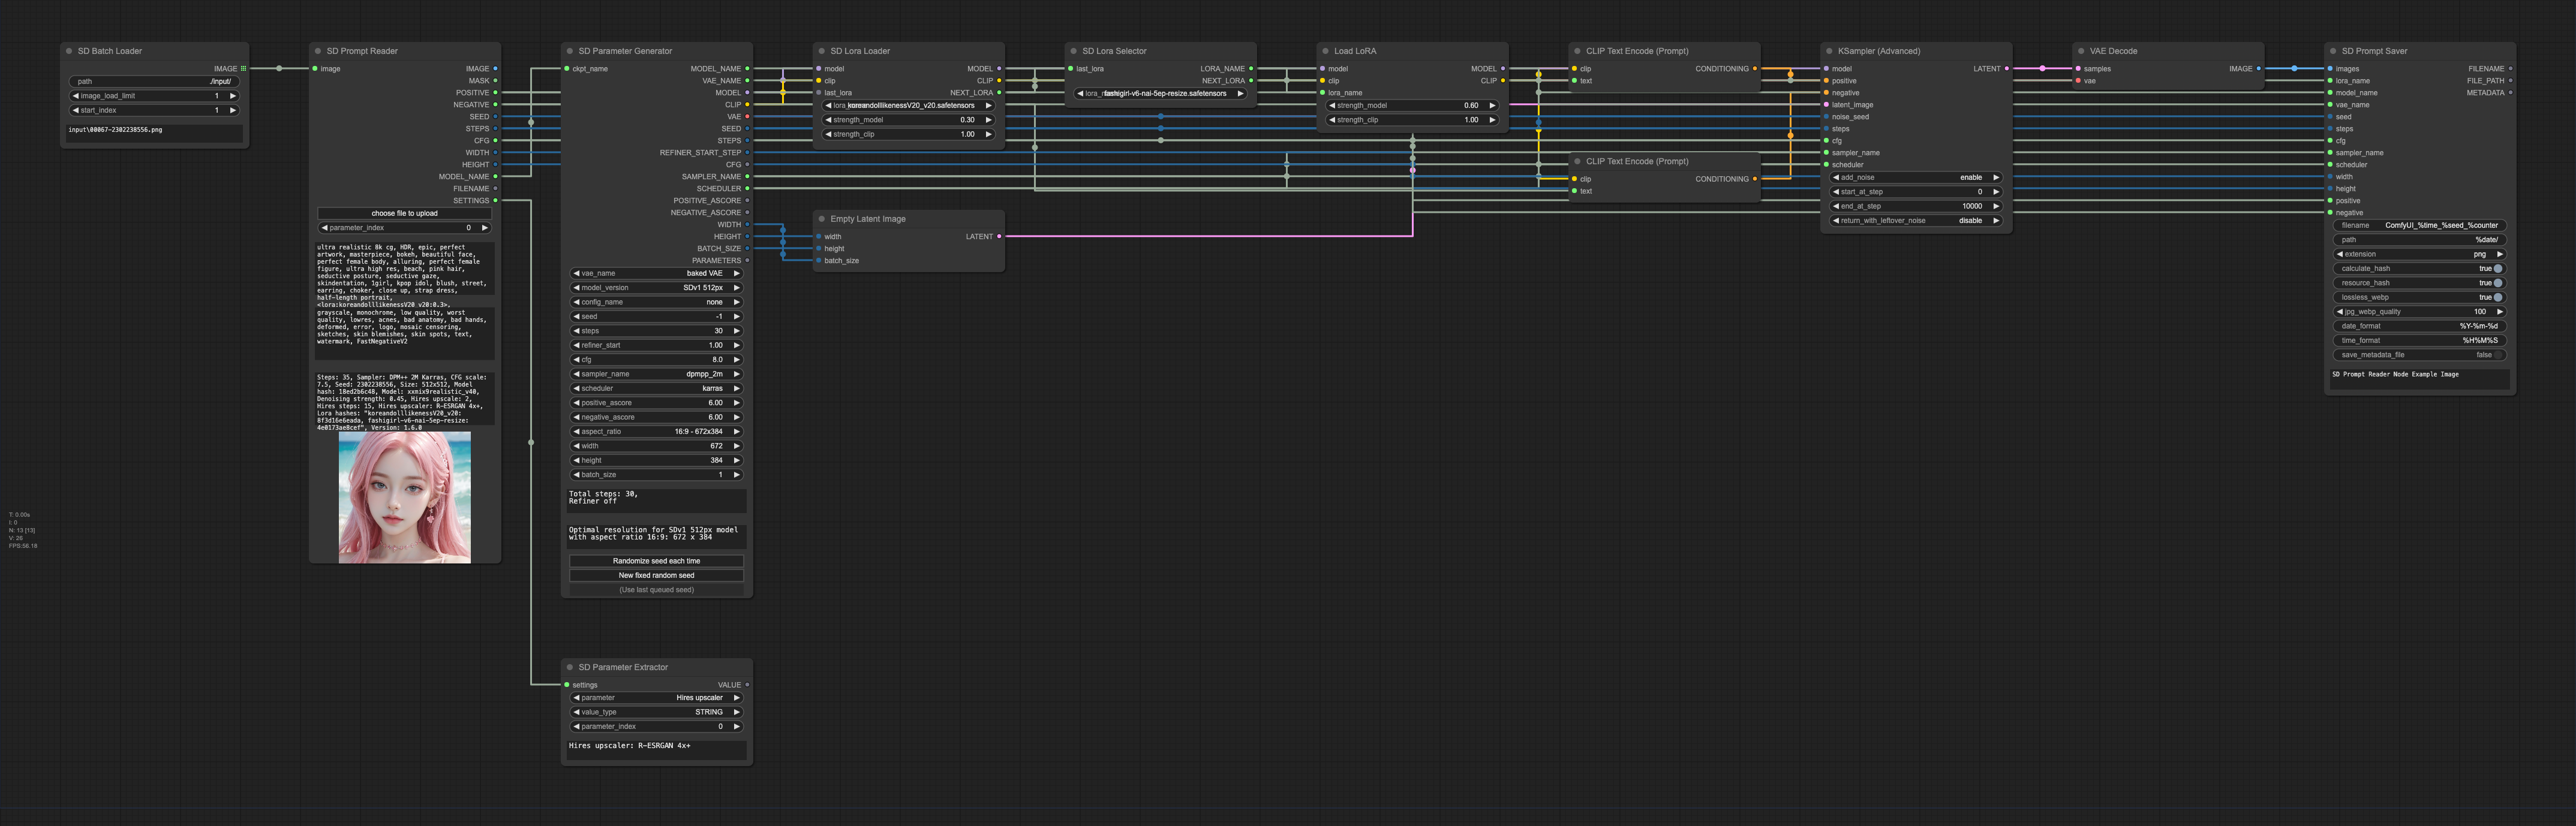 SD Batch Loader
IMAGE
path ./input/
image_load_limit 1
start_index 1
input\00067-2302238556.png
SD Prompt Reader
image IMAGE
MASK
POSITIVE
NEGATIVE
SEED
STEPS
CFG
WIDTH
HEIGHT
MODEL_NAME
FILENAME
SETTINGS
choose file to upload
parameter_index 0
ultra realistic 8k cg, HDR, epic, perfect
artwork, masterpiece, bokeh, beautiful face,
perfect female body, alluring, perfect female
figure, ultra high res, beach, pink hair,
seductive posture, seductive gaze,
skindentation, 1girl, kpop idol, blush, street,
earring, choker, close up, strap dress,
half-length portrait,
<lora:koreandolllikenessV20_v20:0.3>,
grayscale, monochrome, low quality, worst
quality, lowres, acnes, bad anatomy, bad hands,
deformed, error, logo, mosaic censoring,
sketches, skin blemishes, skin spots, text,
watermark, FastNegativeV2
Steps: 35, Sampler: DPM++ 2M Karras, CFG scale:
7.5, Seed: 2302238556, Size: 512x512, Model
hash: 18ed2b6c48, Model: xxmix9realistic_v40,
Denoising strength: 0.45, Hires upscale: 2,
Hires steps: 15, Hires upscaler: R-ESRGAN 4x+,
Lora hashes: "koreandolllikenessV20_v20:
8f3d16e6eada, fashigirl-v6-nai-5ep-resize:
4e0173ae8cef", Version: 1.6.0
SD Parameter Generator
ckpt_name MODEL_NAME
VAE_NAME
MODEL
CLIP
VAE
SEED
STEPS
REFINER_START_STEP
CFG
SAMPLER_NAME
SCHEDULER
POSITIVE_ASCORE
NEGATIVE_ASCORE
WIDTH
HEIGHT
BATCH_SIZE
PARAMETERS
vae_name baked VAE
model_version SDv1 512px
config_name none
seed -1
steps 30
refiner_start 1.00
cfg 8.0
sampler_name dpmpp_2m
scheduler karras
positive_ascore 6.00
negative_ascore 6.00
aspect_ratio 16:9 - 672x384
width 672
height 384
batch_size 1
Total steps: 30,
Refiner off
Optimal resolution for SDv1 512px model
with aspect ratio 16:9: 672 x 384
Randomize seed each time
New fixed random seed
(Use last queued seed)
SD Parameter Extractor
settings VALUE
parameter Hires upscaler
value_type STRING
parameter_index 0
Hires upscaler: R-ESRGAN 4x+
SD Lora Loader
model MODEL
clip CLIP
last_lora NEXT_LORA
lora_ koreandolllikenessV20_v20.safetensors
strength_model 0.30
strength_clip 1.00
Empty Latent Image
width LATENT
height
batch_size
SD Lora Selector
last_lora LORA_NAME
NEXT_LORA
lora_ fashigirl-v6-nai-5ep-resize.safetensors
Load LoRA
model MODEL
clip CLIP
lora_name
strength_model 0.60
strength_clip 1.00
CLIP Text Encode (Prompt)
clip CONDITIONING
text
CLIP Text Encode (Prompt)
clip CONDITIONING
text
KSampler (Advanced)
model LATENT
positive
negative
latent_image
noise_seed
steps
cfg
sampler_name
scheduler
add_noise enable
start_at_step 0
end_at_step 10000
return_with_leftover_noise disable
VAE Decode
samples IMAGE
vae
SD Prompt Saver
images FILENAME
lora_name FILE_PATH
model_name METADATA
vae_name
seed
steps
cfg
sampler_name
scheduler
width
height
positive
negative
filename ComfyUI_%time_%seed_%counter
path %date/
extension png
calculate_hash true
resource_hash true
lossless_webp true
jpg_webp_quality 100
date_format %Y-%m-%d
time_format %H%M%S
save_metadata_file false
SD Prompt Reader Node Example Image
T: 0.00s
I: 0
N: 13 [13]
V: 26
FPS:56.18